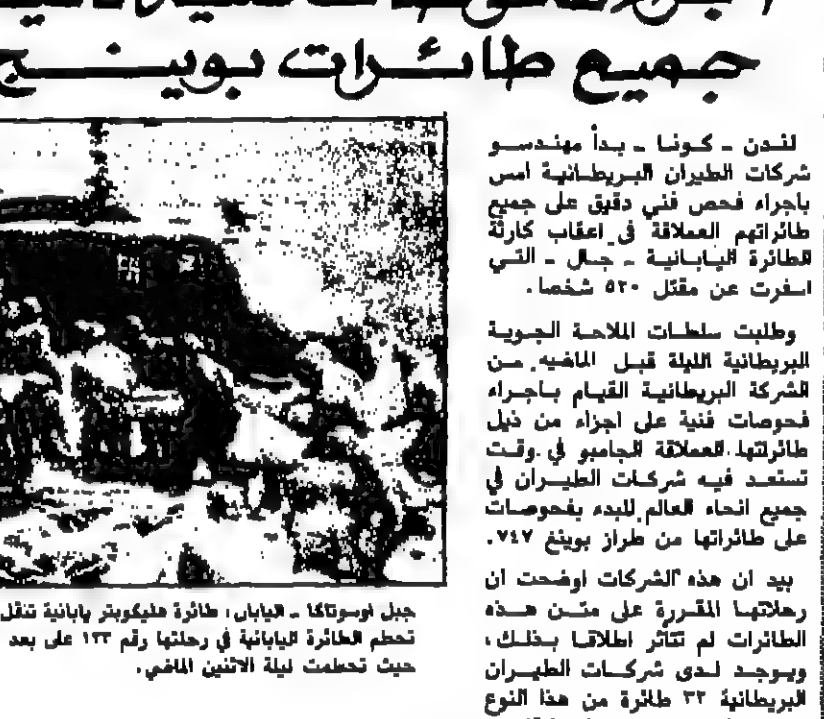 جميع طائرات بوينج
لندن - كونا - بدأ مهندسو
شركات الطيران البريطانية امس
باجراء فحص فني دقيق على جميع
طائراتهم العملاقة في اعقاب كارثة
الطائرة اليابانية - جال - التي
اسفرت عن مقتل ٥٢٠ شخصا.
وطلبت سلطات الملاحة الجوية
البريطانية الليلة قبل الماضيه من
الشركة البريطانية القيام باجراء
فحوصات فنية على اجزاء من ذيل
طائرتها العملاقة الجامبو في وقت
تستعد فيه شركات الطيران في
جميع انحاء العالم للبدء بفحوصات
على طائراتها من طراز بوينغ ٧٤٧.
بيد ان هذه الشركات اوضحت ان
رحلاتها المقررة على متن هذه
الطائرات لم تتأثر اطلاقا بذلك،
ويوجد لدى شركات الطيران
البريطانية ٣٣ طائرة من هذا النوع
جبل اوسوتاكا - اليابان: طائرة هليكوبتر يابانية تنقل
تحطم الطائرة اليابانية في رحلتها رقم ١٢٣ على بعد
حيث تحطمت ليلة الاثنين الماضي.